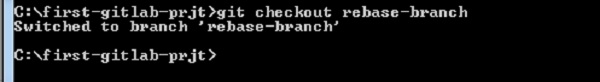 C:\first-gitlab-prjt>git checkout rebase-branch
Switched to branch 'rebase-branch'
C:\first-gitlab-prjt>